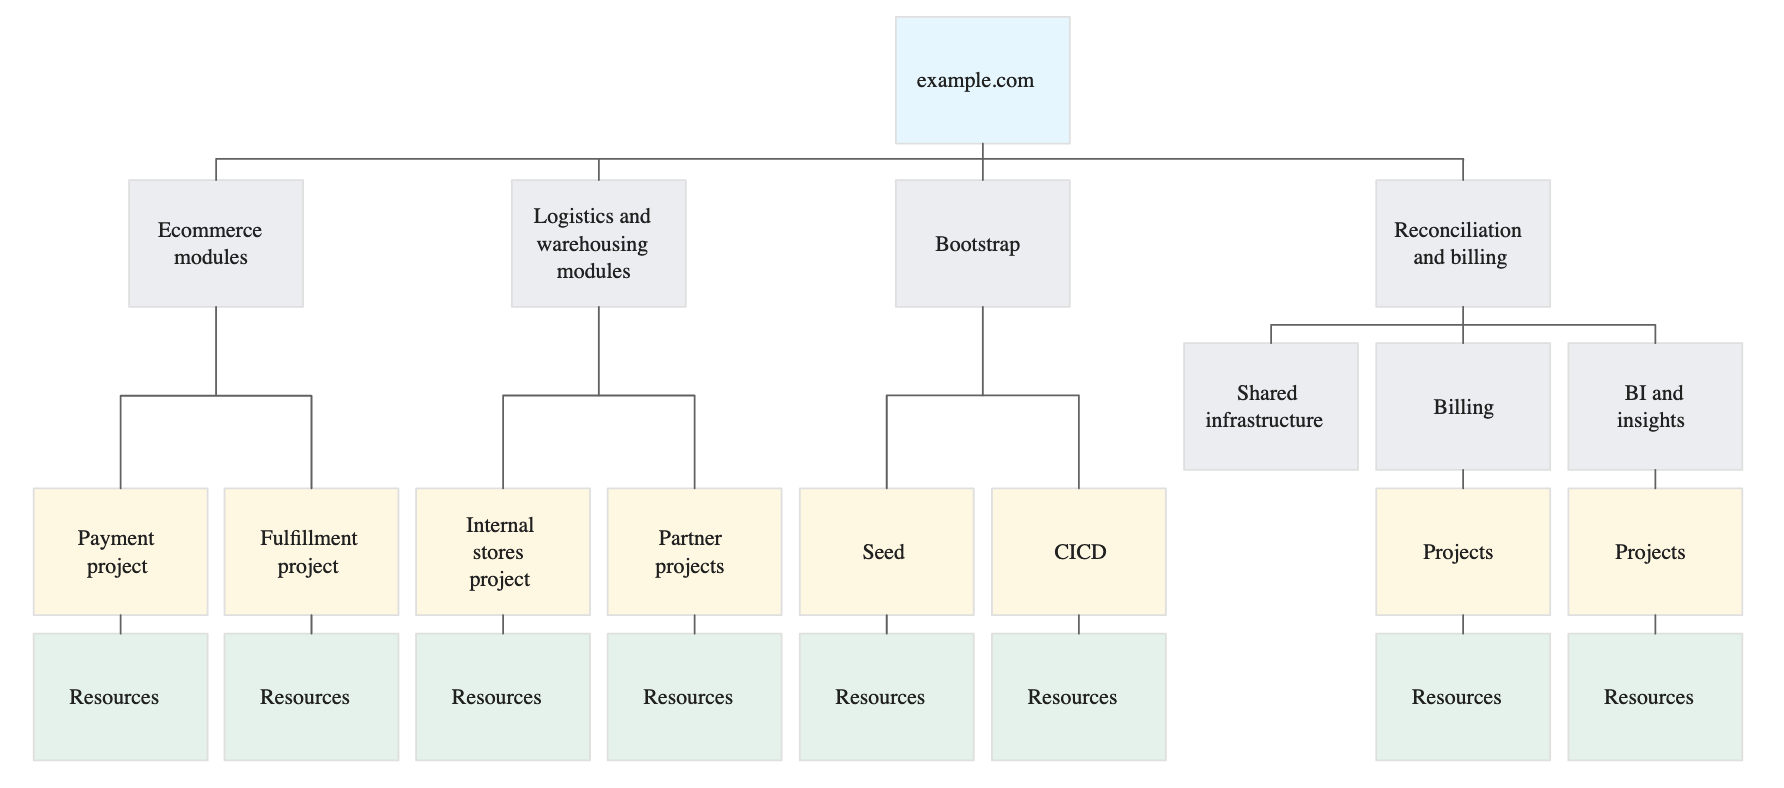 example.com
Ecommerce
modules
Logistics and
warehousing
modules
Bootstrap
Reconciliation
and billing
Shared
infrastructure
Billing
BI and
insights
Payment
project
Fulfillment
project
Internal
stores
project
Partner
projects
Seed
CICD
Projects
Projects
Resources
Resources
Resources
Resources
Resources
Resources
Resources
Resources